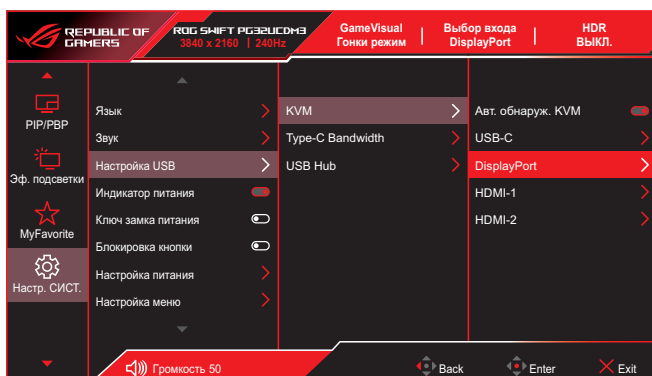 REPUBLIC OF
GAMERS
ROG SWIFT PG32UCDM3
3840 x 2160 | 240Hz
GameVisual
Гонки режим
Выбор входа
DisplayPort
HDR
ВЫКЛ.
PIP/PBP
Эф. подсветки
MyFavorite
Настр. СИСТ.
Язык
Звук
Настройка USB
Индикатор питания
Ключ замка питания
Блокировка кнопки
Настройка питания
Настройка меню
KVM
Type-C Bandwidth
USB Hub
Авт. обнаруж. KVM
USB-C
DisplayPort
HDMI-1
HDMI-2
Громкость 50
Back
Enter
Exit